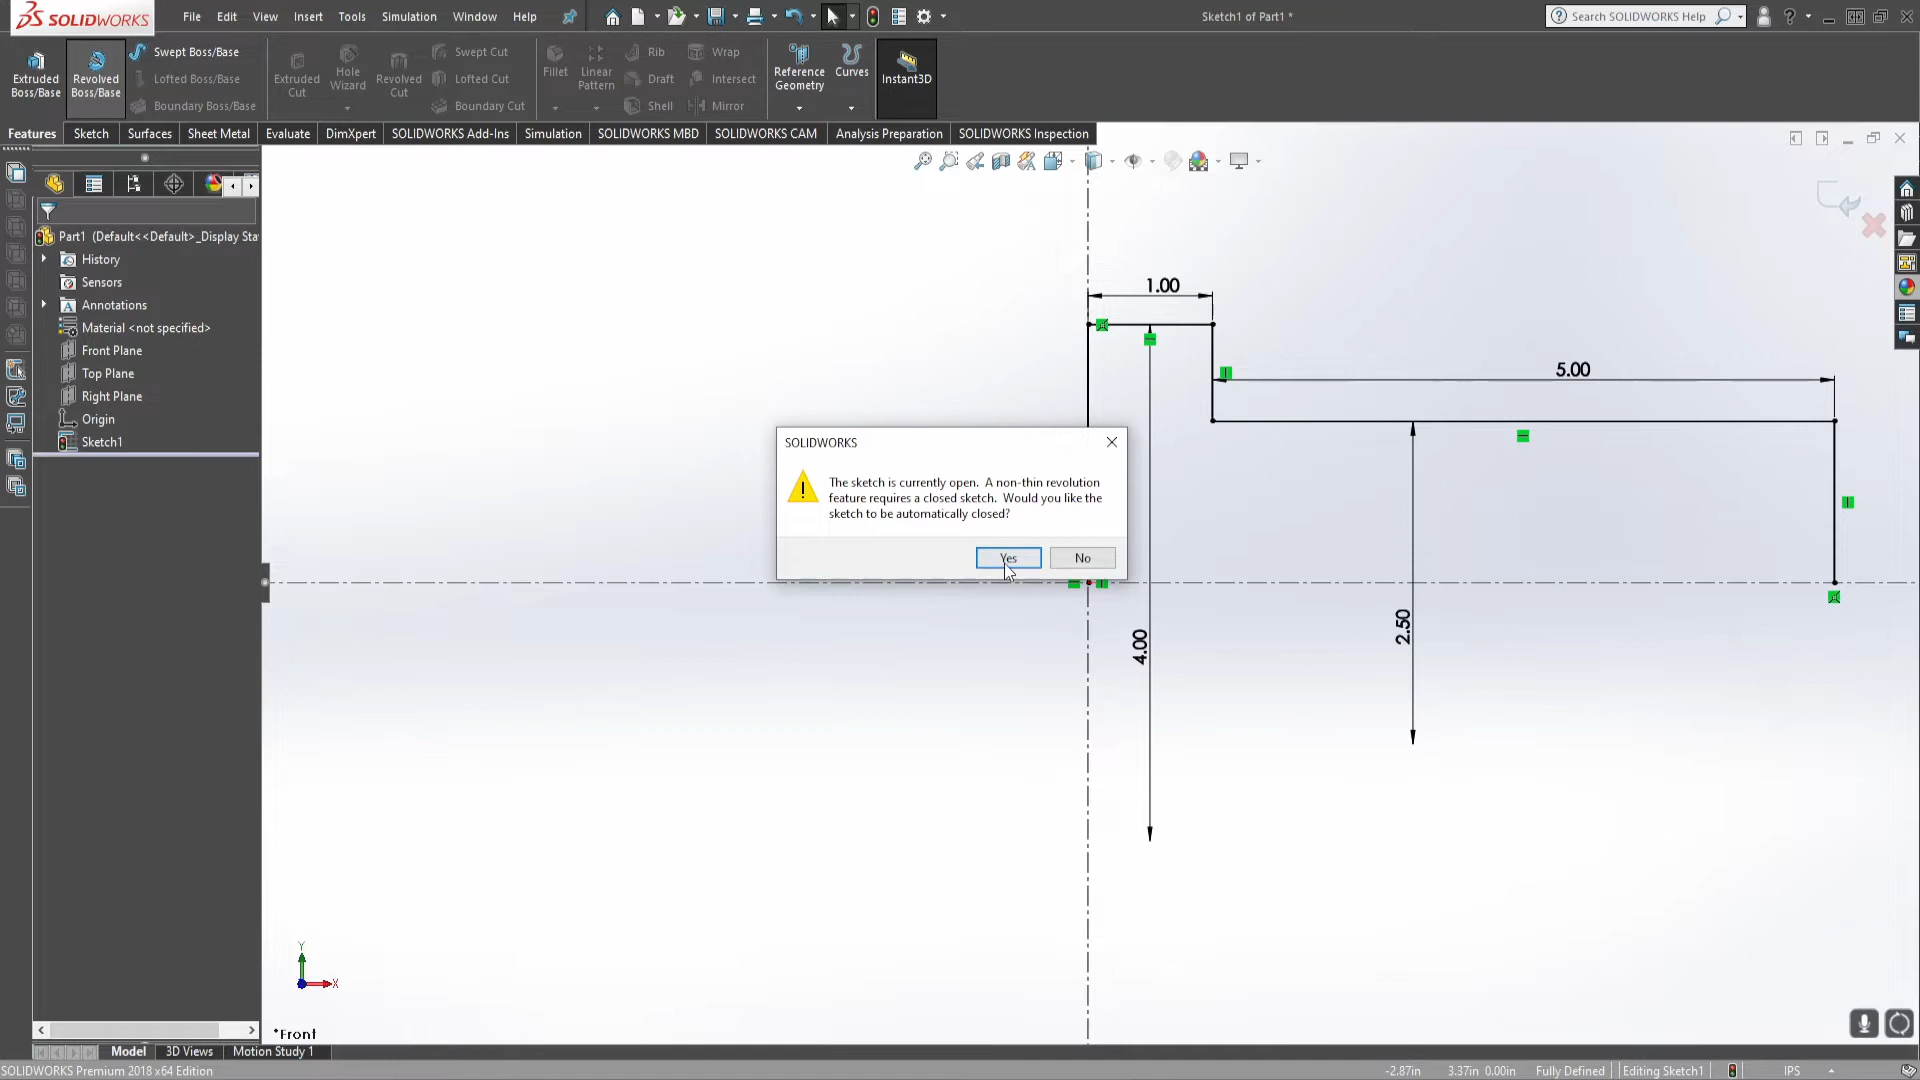 SOLIDWORKS
File Edit View Insert Tools Simulation Window Help
Sketch1 of Part1 *
Search SOLIDWORKS Help
Extruded Boss/Base
Revolved Boss/Base
Swept Boss/Base
Lofted Boss/Base
Boundary Boss/Base
Extruded Cut
Hole Wizard
Revolved Cut
Swept Cut
Lofted Cut
Boundary Cut
Fillet
Linear Pattern
Rib
Draft
Shell
Wrap
Intersect
Mirror
Reference Geometry
Curves
Instant3D
Features Sketch Surfaces Sheet Metal Evaluate DimXpert SOLIDWORKS Add-Ins Simulation SOLIDWORKS MBD SOLIDWORKS CAM Analysis Preparation SOLIDWORKS Inspection
Part1 (Default<<Default>_Display Sta
History
Sensors
Annotations
Material <not specified>
Front Plane
Top Plane
Right Plane
Origin
Sketch1
1.00
5.00
4.00
2.50
SOLIDWORKS
The sketch is currently open. A non-thin revolution
feature requires a closed sketch. Would you like the
sketch to be automatically closed?
Yes No
Y
X
*Front
Model 3D Views Motion Study 1
SOLIDWORKS Premium 2018 x64 Edition
-2.87in 3.37in 0.00in Fully Defined Editing Sketch1 IPS